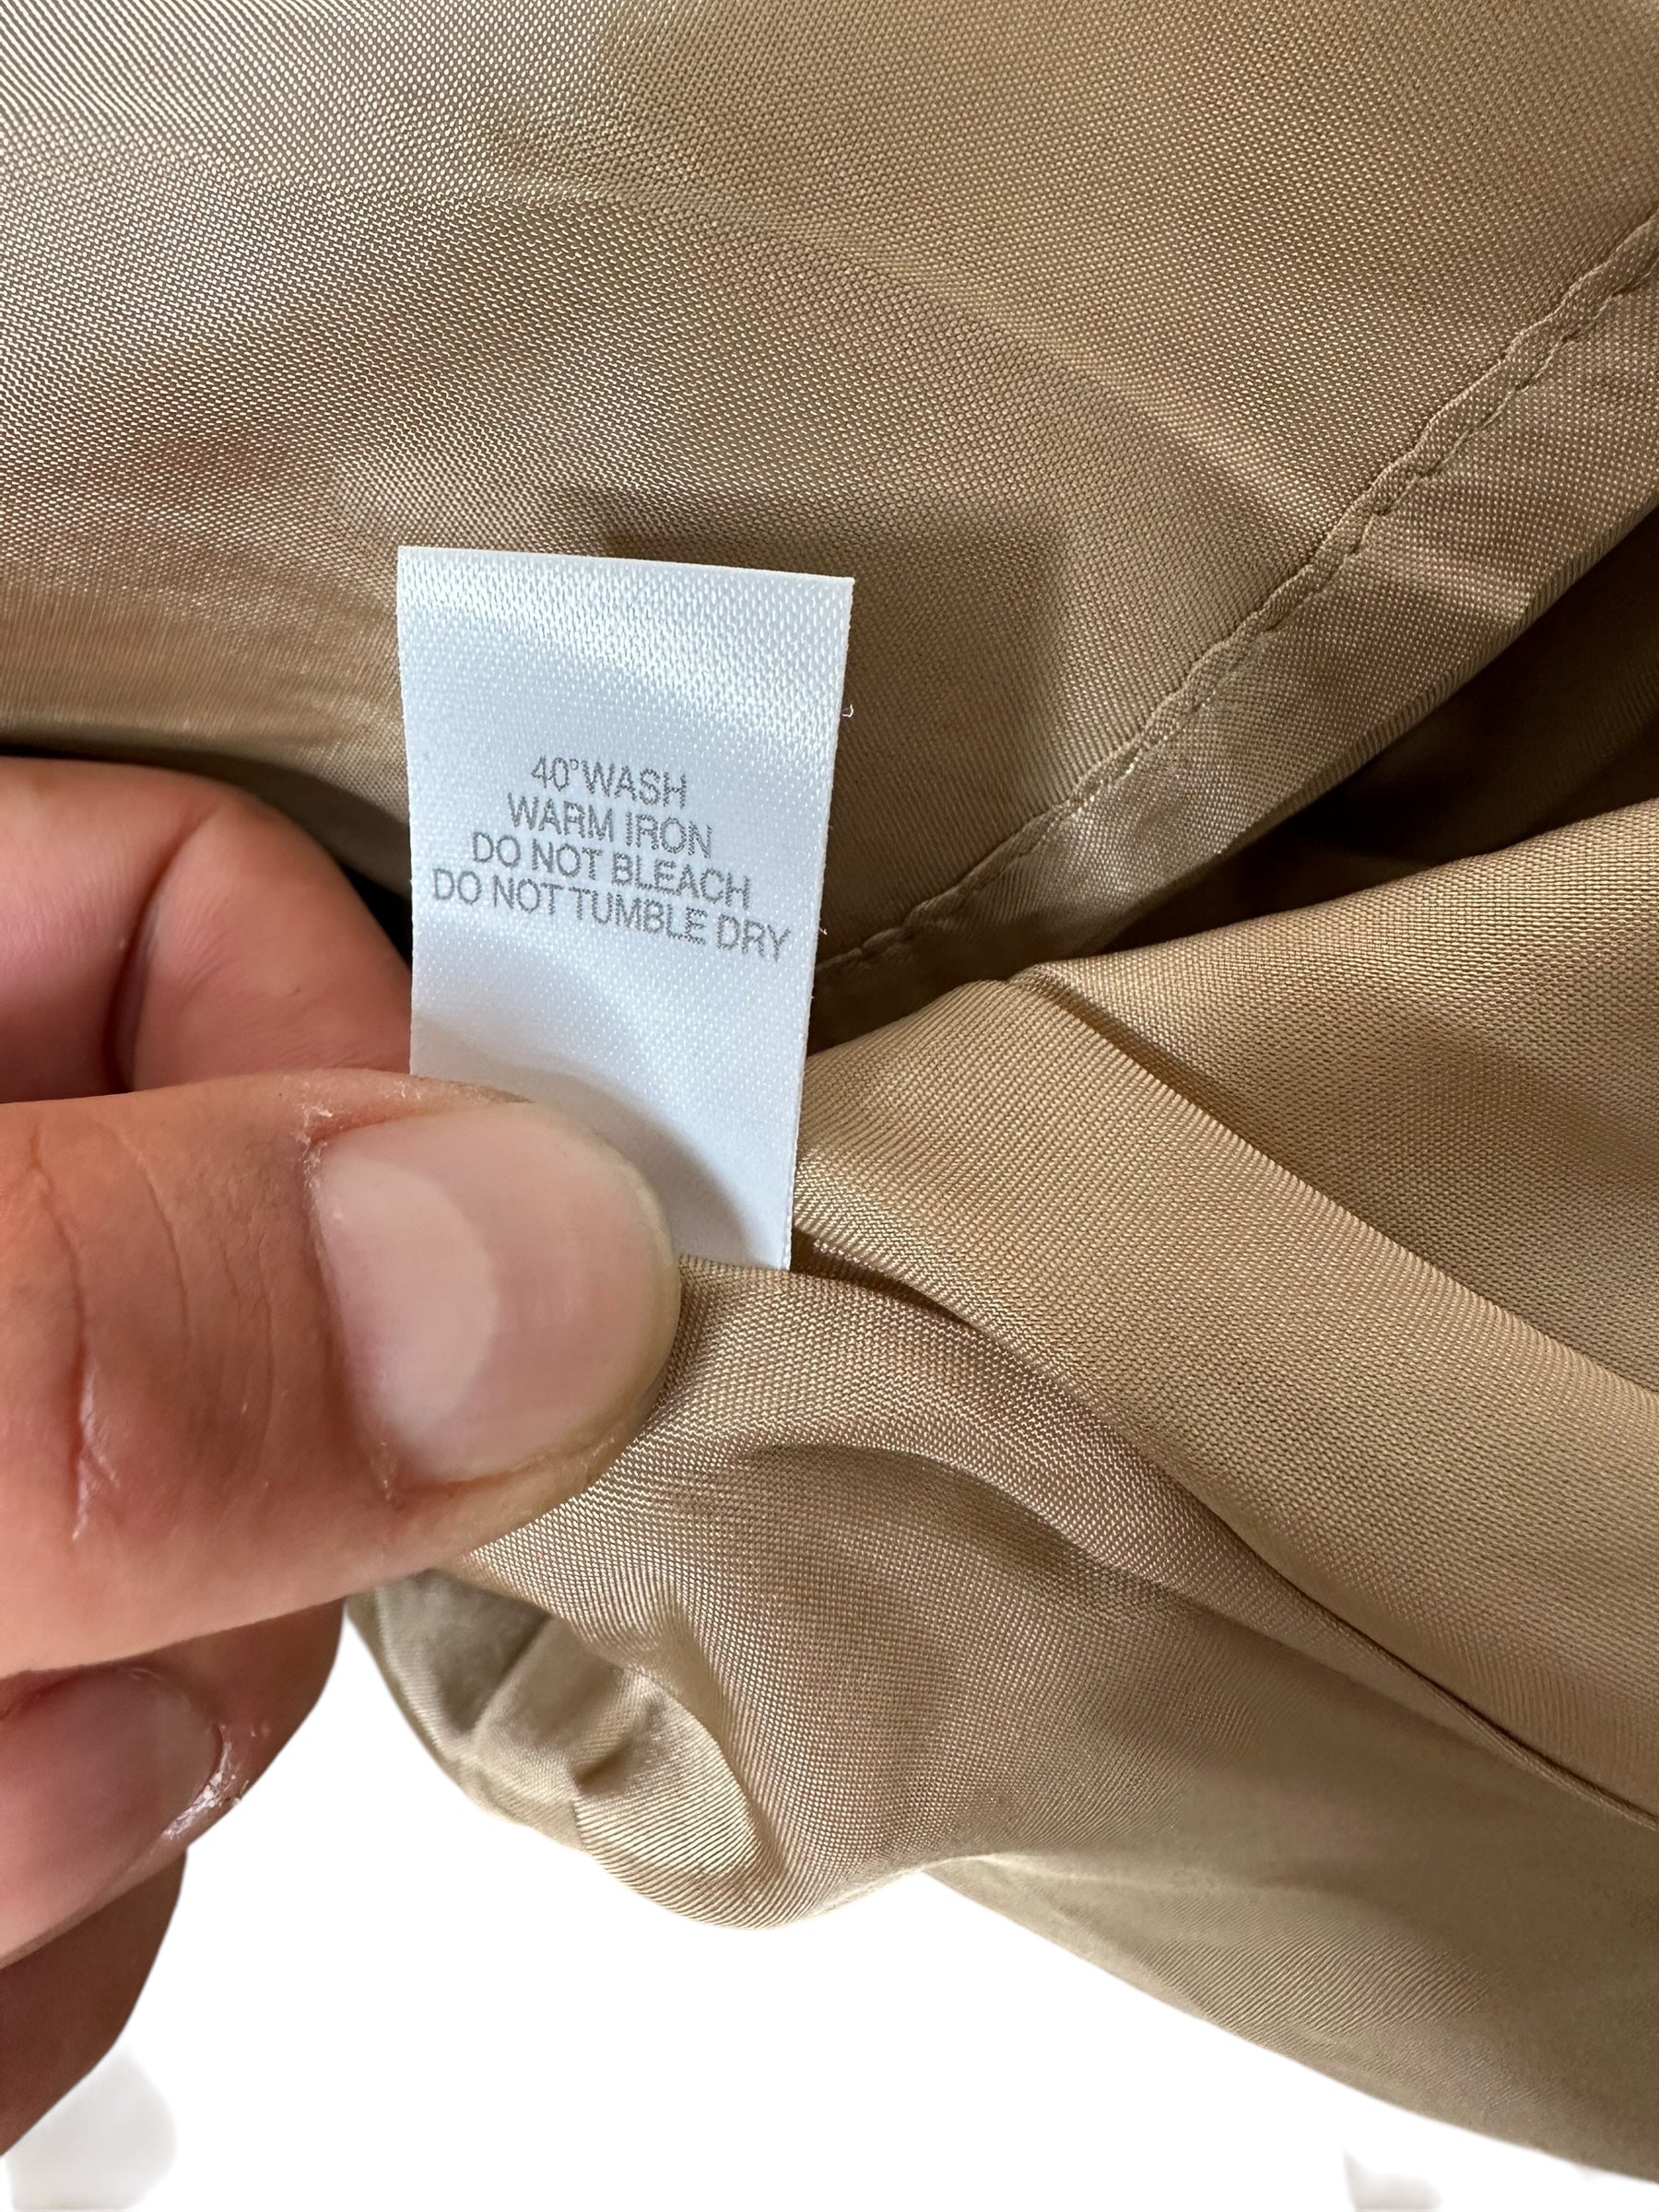 40°WASH
WARM IRON
DO NOT BLEACH
DO NOT TUMBLE DRY